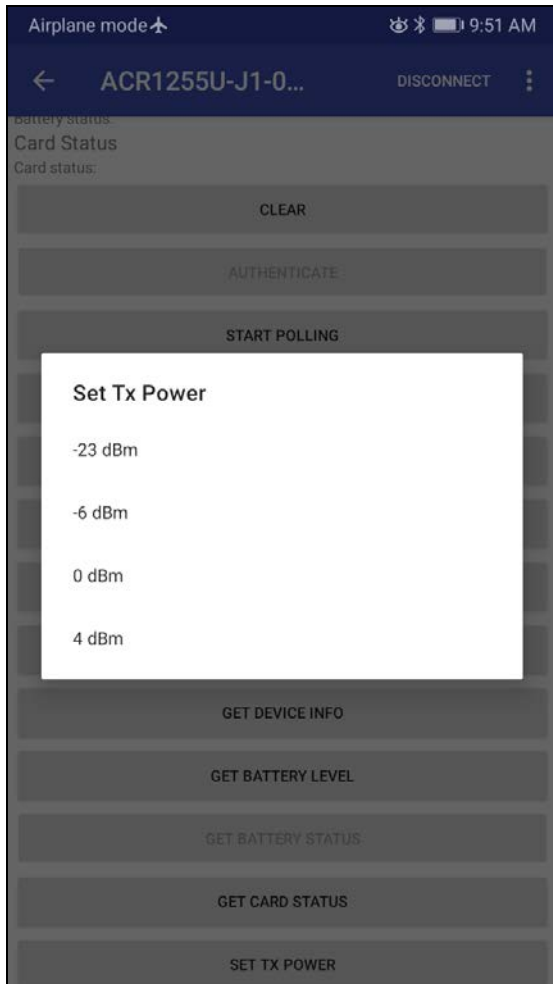 Airplane mode 9:51 AM
ACR1255U-J1-0... DISCONNECT
Battery status:
Card Status
Card status:
CLEAR
AUTHENTICATE
START POLLING
Set Tx Power
-23 dBm
-6 dBm
0 dBm
4 dBm
GET DEVICE INFO
GET BATTERY LEVEL
GET BATTERY STATUS
GET CARD STATUS
SET TX POWER